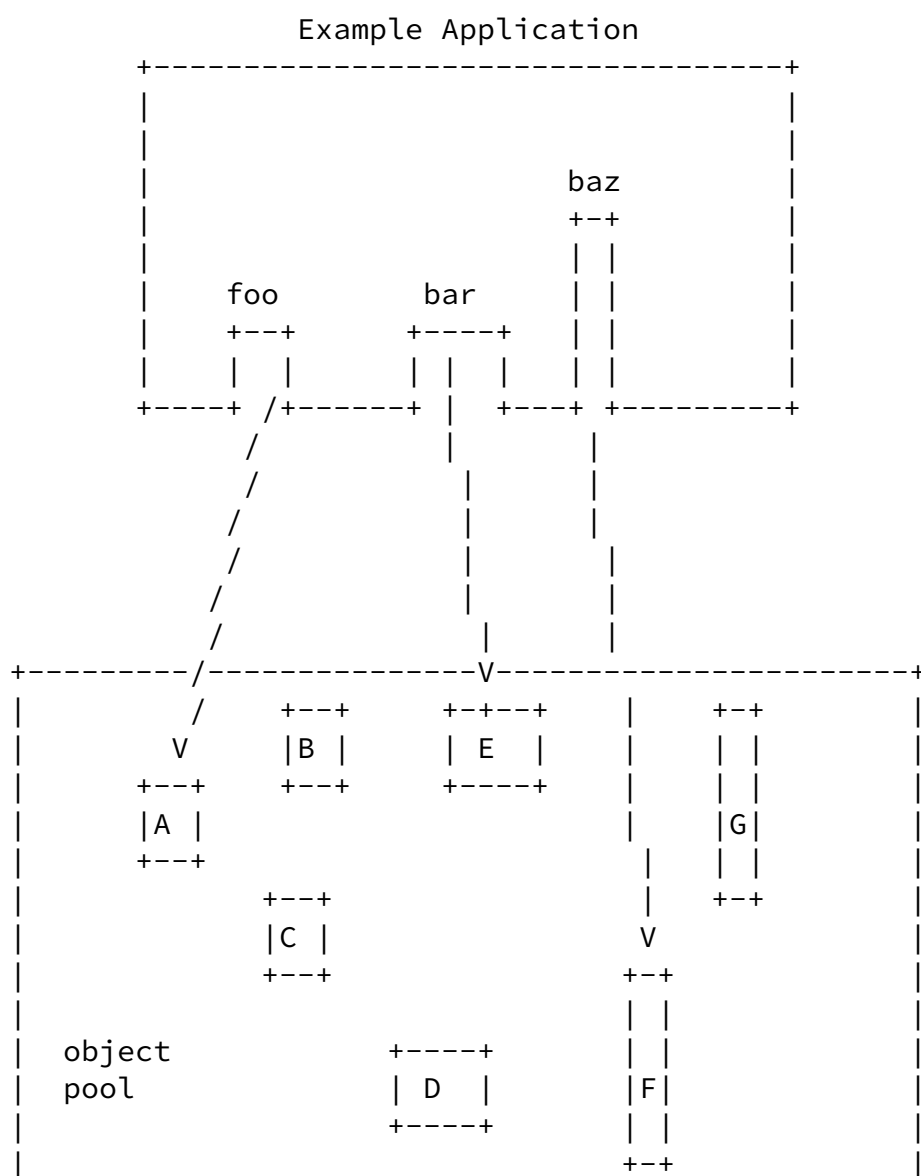 Example Application
baz
foo bar
V
B E
V
A G
C V
object
pool D F